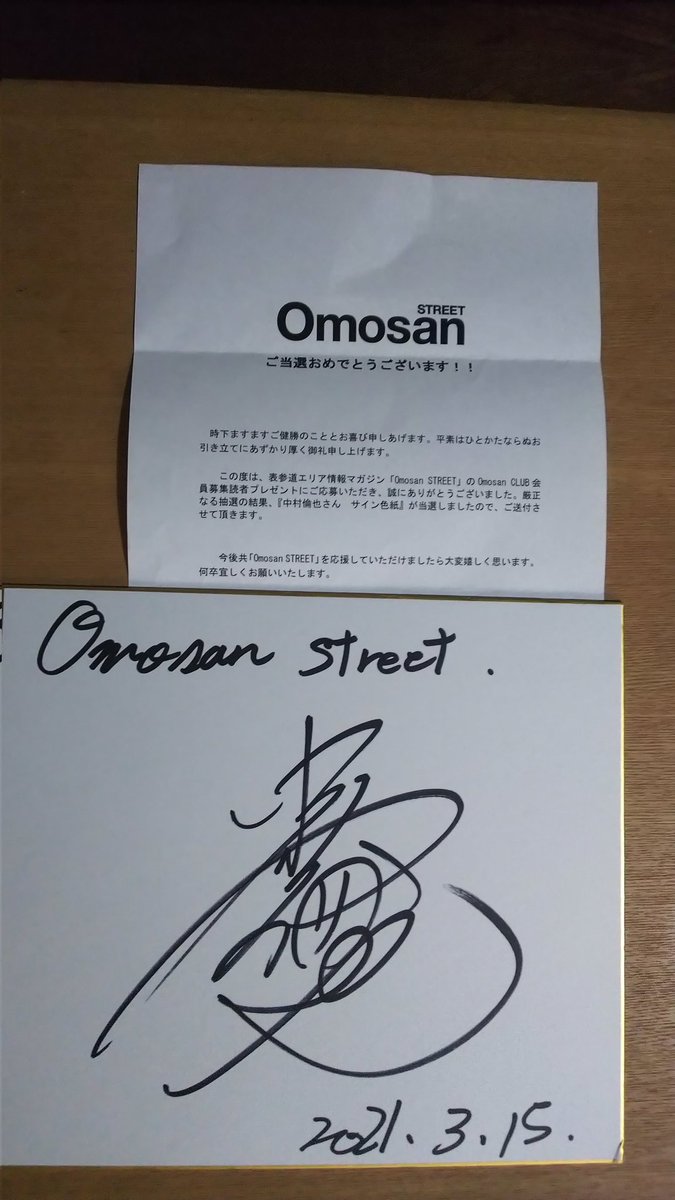 STREET
Omosan
ご当選おめでとうございます！！
時下ますますご健勝のこととお喜び申しあげます。平素はひとかたならぬお
引き立てにあずかり厚く御礼申し上げます。
この度は、表参道エリア情報マガジン「Omosan STREET」のOmosan CLUB会
員募集読者プレゼントにご応募いただき、誠にありがとうございました。厳正
なる抽選の結果、『中村倫也さん　サイン色紙』が当選しましたので、ご送付さ
せて頂きます。
今後共「Omosan STREET」を応援していただけましたら大変嬉しく思います。
何卒宜しくお願いいたします。
Omosan street.
2021.3.15.